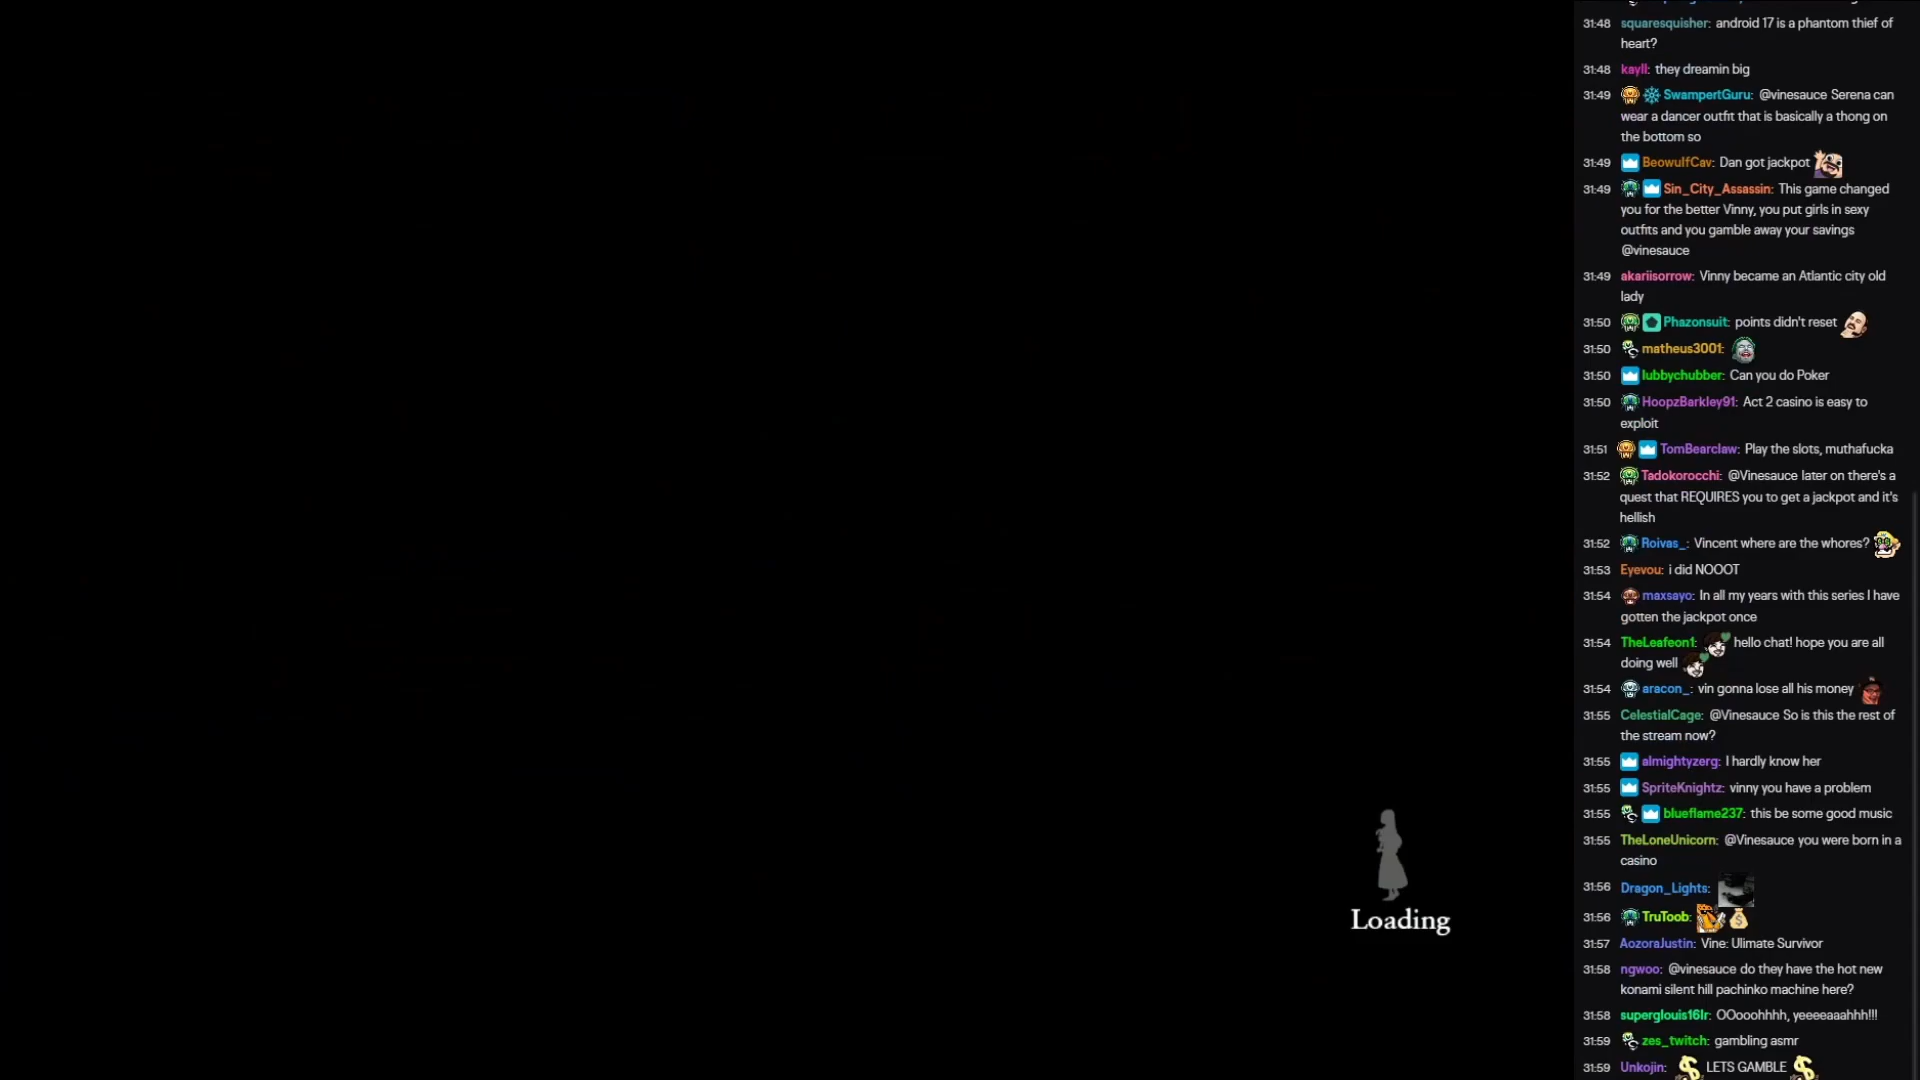 31:48 squaresquisher: android 17 is a phantom thief of
heart?
31:48 kayll: they dreamin big
31:49 SwampertGuru: @vinesauce Serena can
wear a dancer outfit that is basically a thong on
the bottom so
31:49 BeowulfCav: Dan got jackpot
31:49 Sin_City_Assassin: This game changed
you for the better Vinny, you put girls in sexy
outfits and you gamble away your savings
@vinesauce
31:49 akariisorrow: Vinny became an Atlantic city old
lady
31:50 Phazonsuit: points didn't reset
31:50 matheus3001:
31:50 lubbychubber: Can you do Poker
31:50 HoopzBarkley91: Act 2 casino is easy to
exploit
31:51 TomBearclaw: Play the slots, muthafucka
31:52 Tadokorocchi: @Vinesauce later on there's a
quest that REQUIRES you to get a jackpot and it's
hellish
31:52 Roivas_: Vincent where are the whores?
31:53 Eyevou: i did NOOOT
31:54 maxsayo: In all my years with this series I have
gotten the jackpot once
31:54 TheLeafeon1: hello chat! hope you are all
doing well
31:54 aracon_: vin gonna lose all his money
31:55 CelestialCage: @Vinesauce So is this the rest of
the stream now?
31:55 almightyzerg: I hardly know her
31:55 SpriteKnightz: vinny you have a problem
31:55 blueflame237: this be some good music
31:55 TheLoneUnicorn: @Vinesauce you were born in a
casino
31:56 Dragon_Lights:
31:56 TruToob:
31:57 AozoraJustin: Vine: Ulimate Survivor
31:58 ngwoo: @vinesauce do they have the hot new
konami silent hill pachinko machine here?
31:58 superglouis16lr: OOooohhhh, yeeeeaaahhh!!!
31:59 zes_twitch: gambling asmr
31:59 Unkojin: LETS GAMBLE
Loading